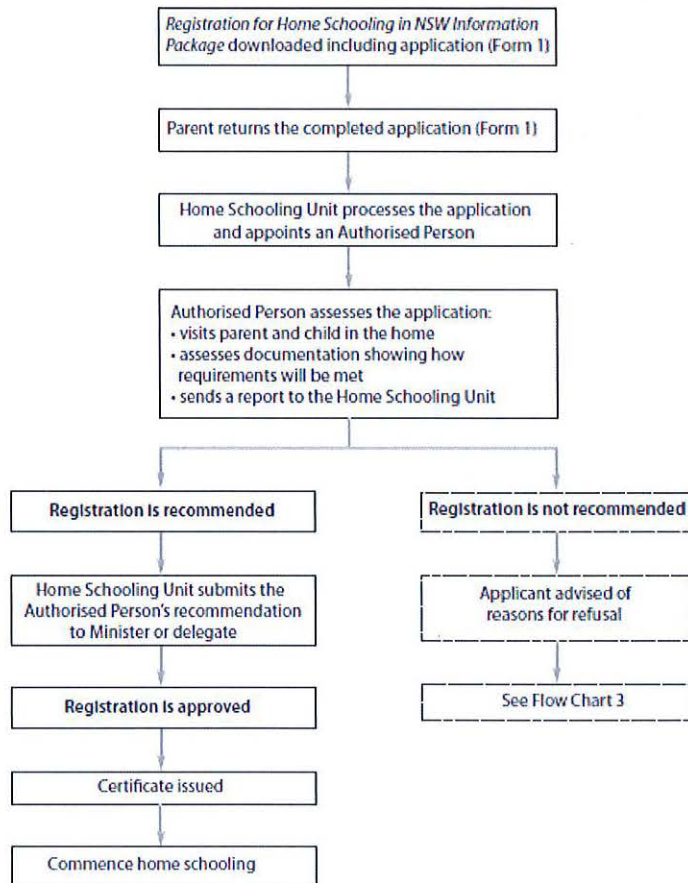 Registration for Home Schooling in NSW Information
Package downloaded including application (Form 1)
Parent returns the completed application (Form 1)
Home Schooling Unit processes the application
and appoints an Authorised Person
Authorised Person assesses the application:
• visits parent and child in the home
• assesses documentation showing how
requirements will be met
• sends a report to the Home Schooling Unit
Registration is recommended
Home Schooling Unit submits the
Authorised Person's recommendation
to Minister or delegate
Registration is approved
Certificate issued
Commence home schooling
Registration is not recommended
Applicant advised of
reasons for refusal
See Flow Chart 3